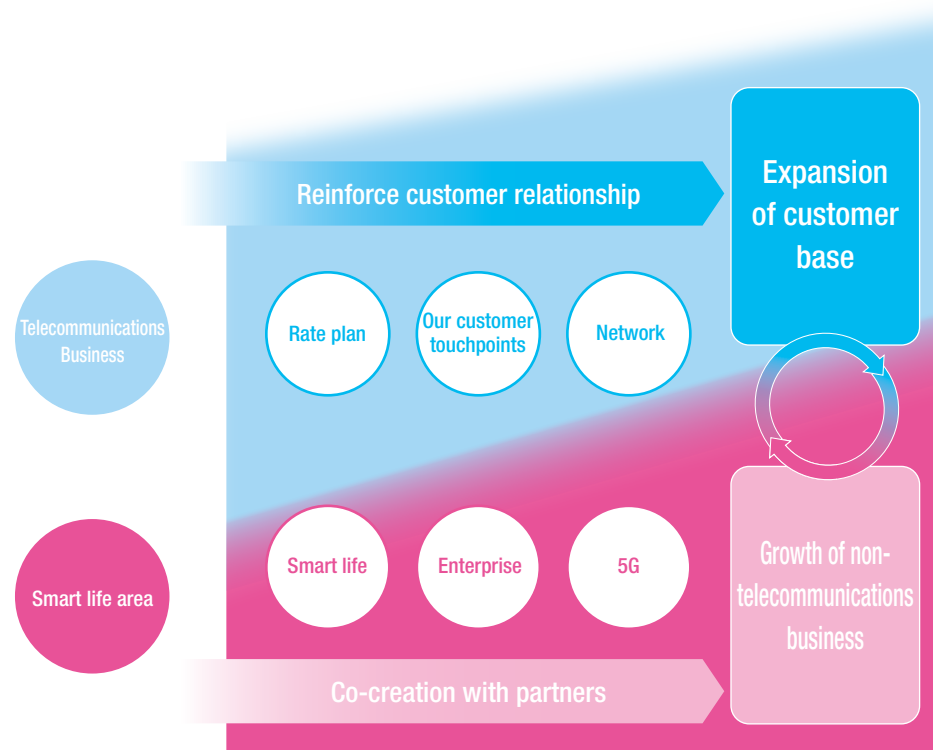 Reinforce customer relationship
Expansion
of customer
base
Telecommunications
Business
Rate plan
Our customer
touchpoints
Network
Smart life area
Smart life
Enterprise
5G
Growth of non-
telecommunications
business
Co-creation with partners